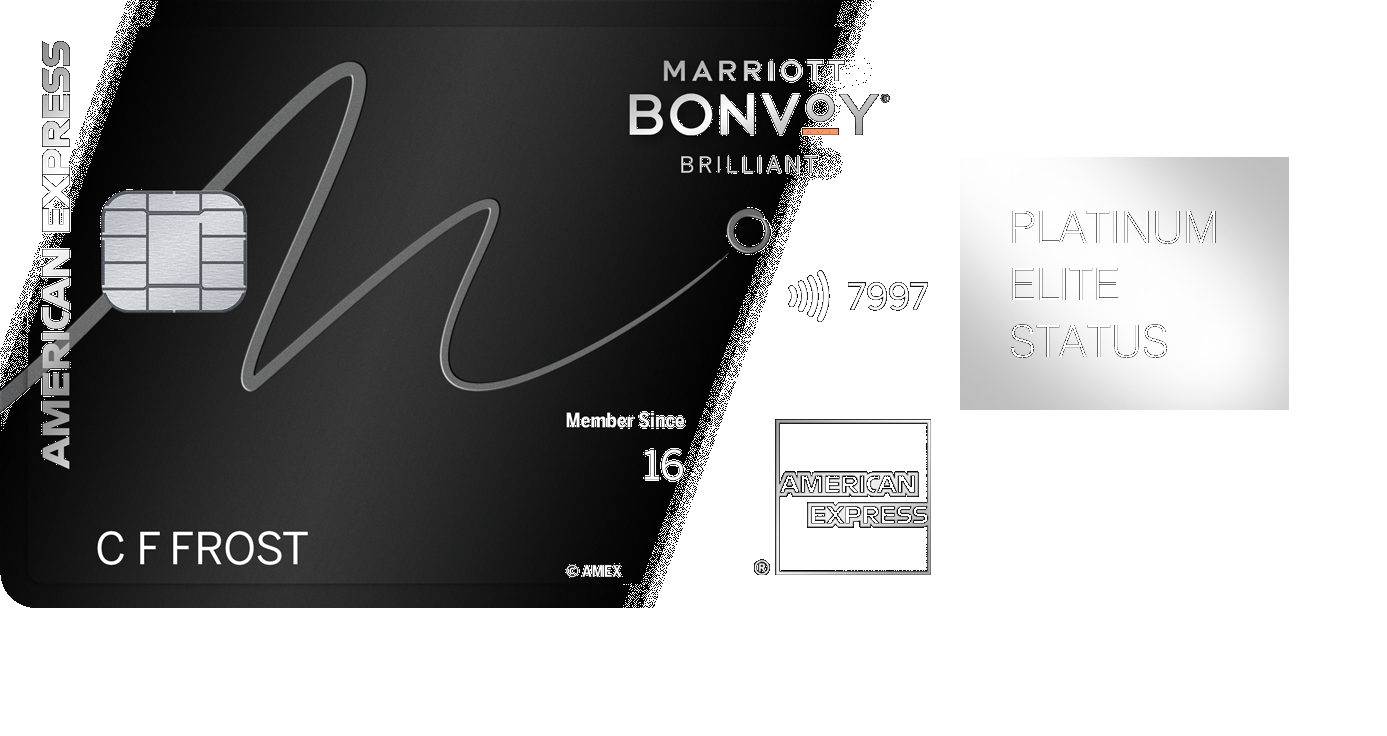 AMERICAN EXPRESS
MARRIOTT
BONVOY®
BRILLIANT
7997
PLATINUM
ELITE
STATUS
Member Since
16
AMERICAN
EXPRESS
®
C F FROST
© AMEX